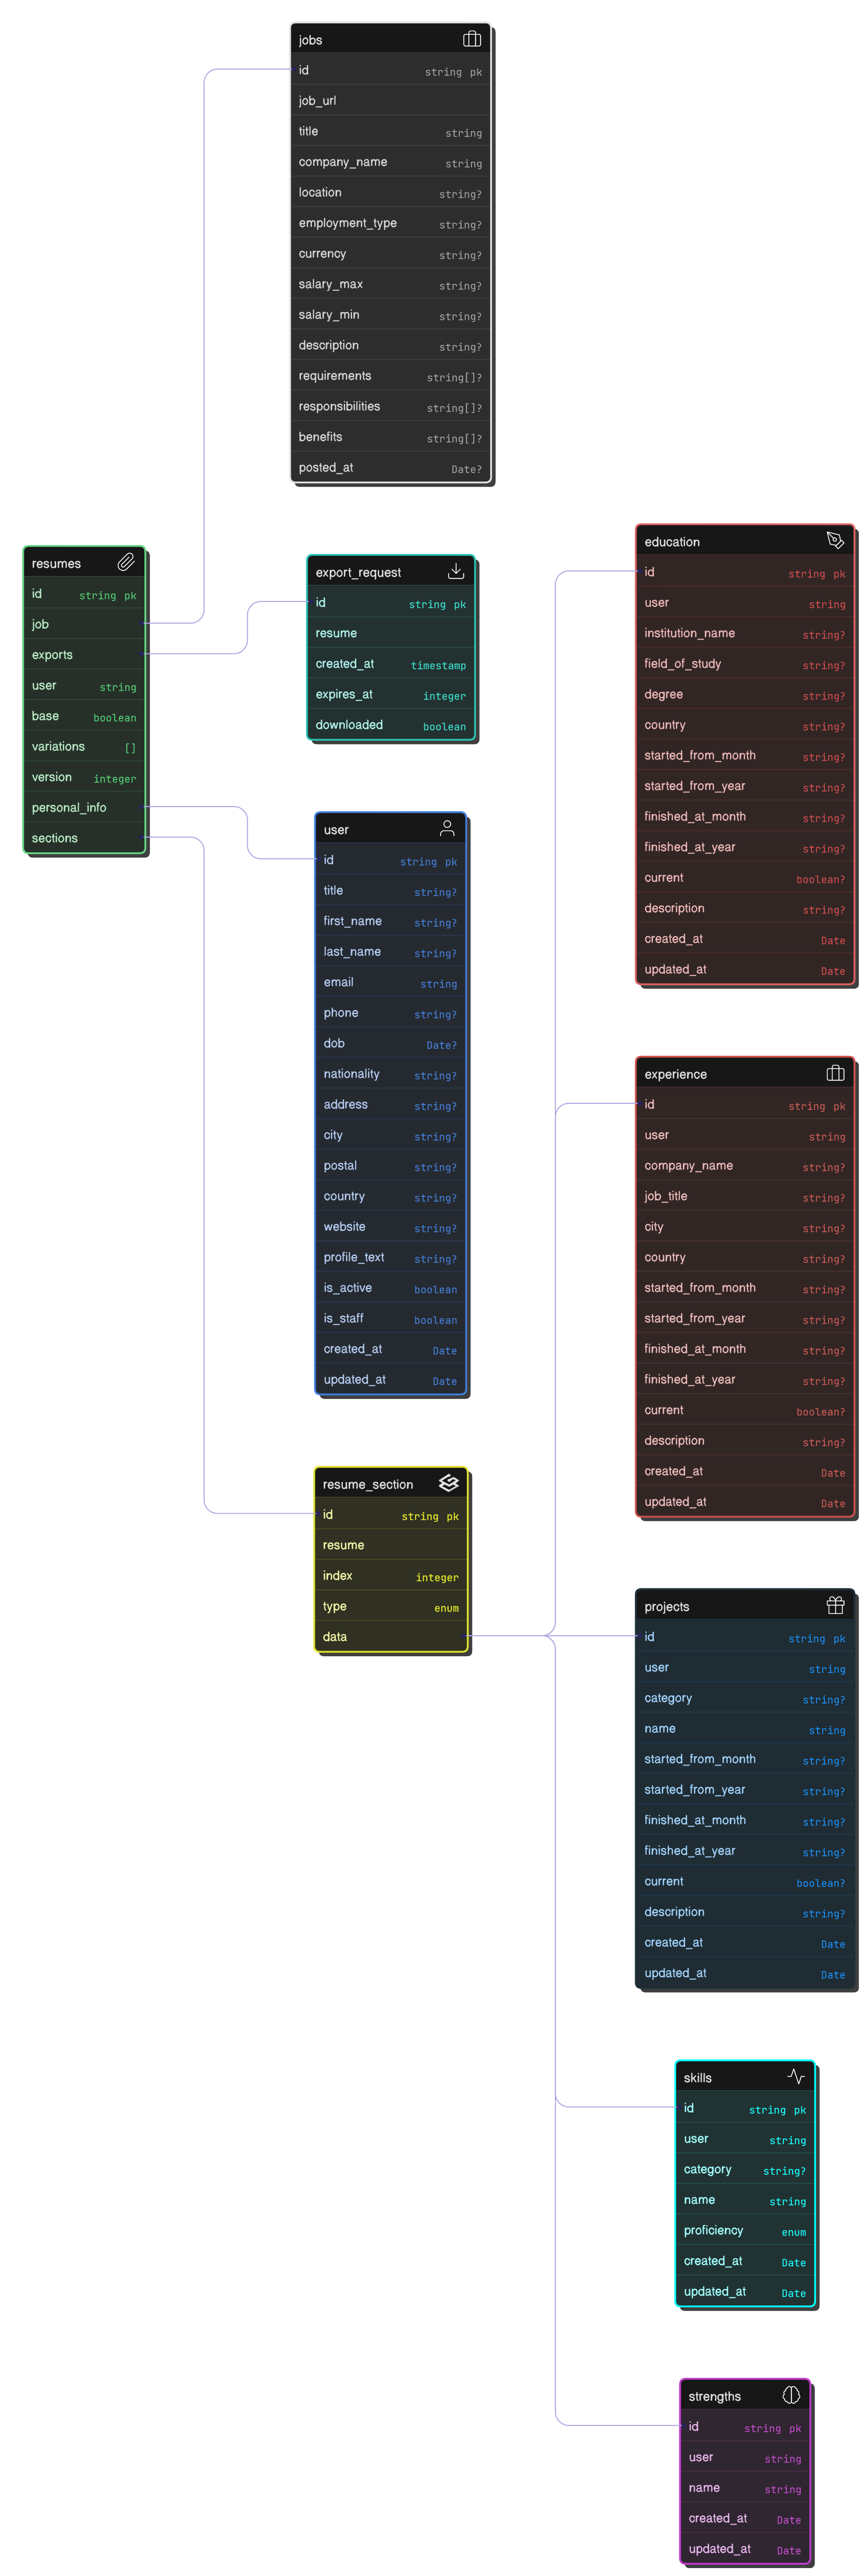 jobs
id string pk
job_url
title string
company_name string
location string?
employment_type string?
currency string?
salary_max string?
salary_min string?
description string?
requirements string[]?
responsibilities string[]?
benefits string[]?
posted_at Date?
resumes
id string pk
job
exports
user string
base boolean
variations []
version integer
personal_info
sections
export_request
id string pk
resume
created_at timestamp
expires_at integer
downloaded boolean
user
id string pk
title string?
first_name string?
last_name string?
email string
phone string?
dob Date?
nationality string?
address string?
city string?
postal string?
country string?
website string?
profile_text string?
is_active boolean
is_staff boolean
created_at Date
updated_at Date
resume_section
id string pk
resume
index integer
type enum
data
education
id string pk
user string
institution_name string?
field_of_study string?
degree string?
country string?
started_from_month string?
started_from_year string?
finished_at_month string?
finished_at_year string?
current boolean?
description string?
created_at Date
updated_at Date
experience
id string pk
user string
company_name string?
job_title string?
city string?
country string?
started_from_month string?
started_from_year string?
finished_at_month string?
finished_at_year string?
current boolean?
description string?
created_at Date
updated_at Date
projects
id string pk
user string
category string?
name string
started_from_month string?
started_from_year string?
finished_at_month string?
finished_at_year string?
current boolean?
description string?
created_at Date
updated_at Date
skills
id string pk
user string
category string?
name string
proficiency enum
created_at Date
updated_at Date
strengths
id string pk
user string
name string
created_at Date
updated_at Date